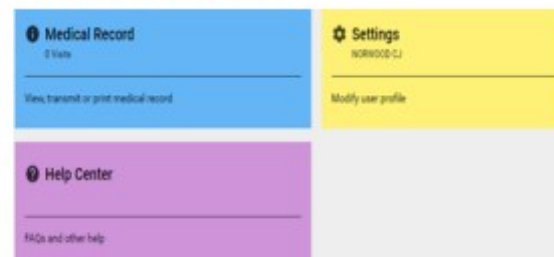 Medical Record
0 Visits
View, transmit or print medical record
Settings
NORWOOD CJ
Modify user profile
Help Center
FAQs and other help